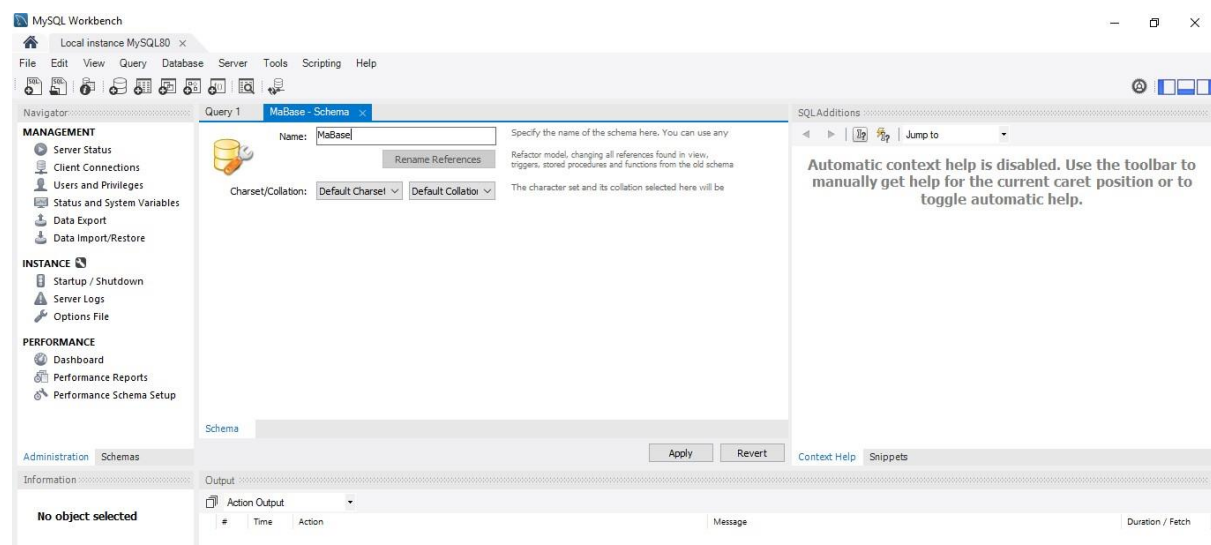 MySQL Workbench
Local instance MySQL80
File Edit View Query Database Server Tools Scripting Help
Navigator
MANAGEMENT
Server Status
Client Connections
Users and Privileges
Status and System Variables
Data Export
Data Import/Restore
INSTANCE
Startup / Shutdown
Server Logs
Options File
PERFORMANCE
Dashboard
Performance Reports
Performance Schema Setup
Administration Schemas
Query 1 MaBase - Schema
Name: MaBase
Specify the name of the schema here. You can use any
Rename References
Refactor model, changing all references found in view,
triggers, stored procedures and functions from the old schema
Charset/Collation: Default Charset Default Collation
The character set and its collation selected here will be
Schema
Apply Revert
SQLAdditions
Jump to
Automatic context help is disabled. Use the toolbar to
manually get help for the current caret position or to
toggle automatic help.
Context Help Snippets
Information
No object selected
Output
Action Output
# Time Action Message Duration / Fetch